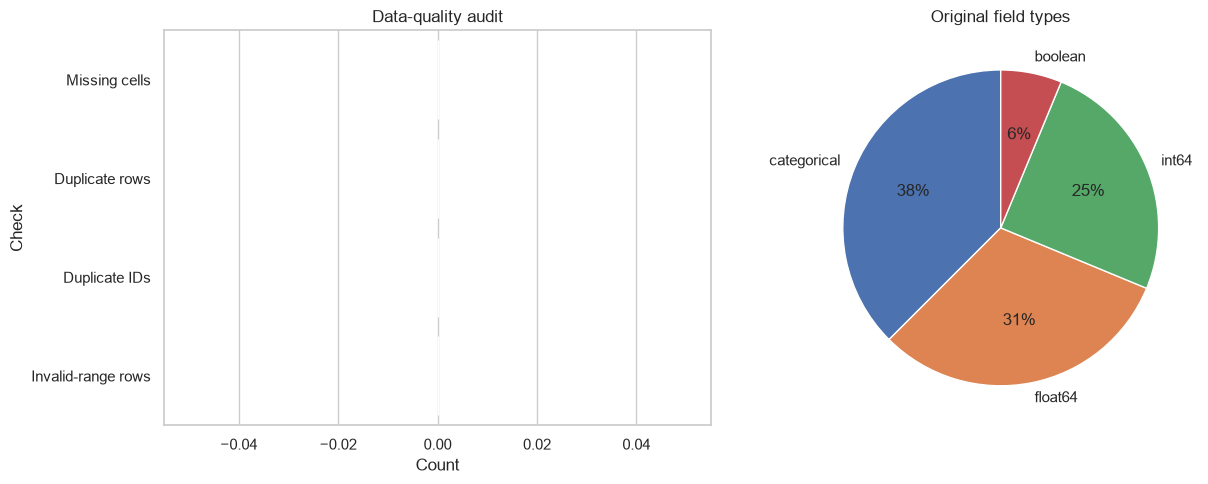 Data-quality audit
Check
Missing cells
Duplicate rows
Duplicate IDs
Invalid-range rows
−0.04
−0.02
0.00
0.02
0.04
Count
Original field types
boolean
6%
categorical
38%
int64
25%
31%
float64